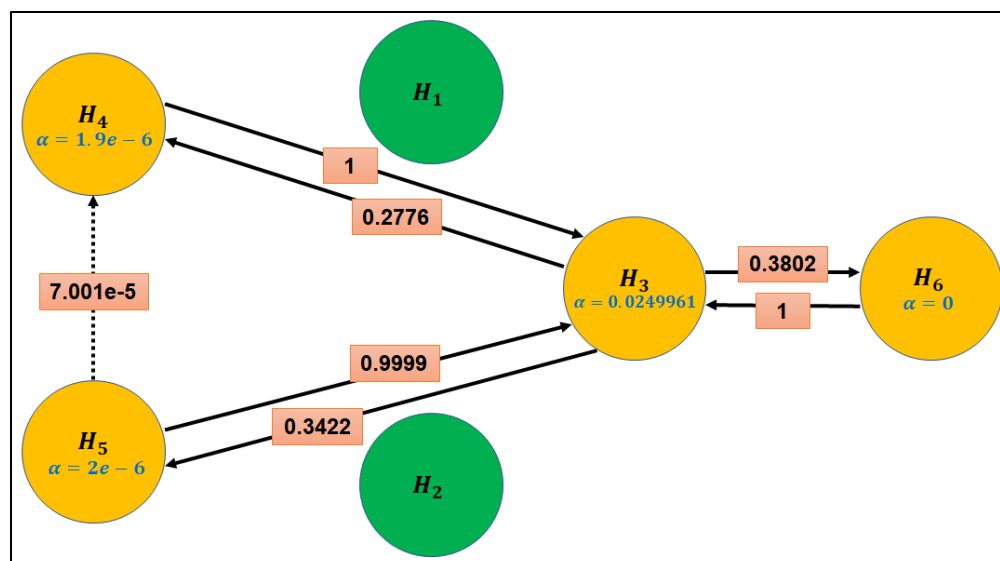 H₁
H₄
α = 1.9e − 6
1
0.2776
7.001e-5
H₃
α = 0.0249961
0.3802
1
H₆
α = 0
0.9999
0.3422
H₅
α = 2e − 6
H₂